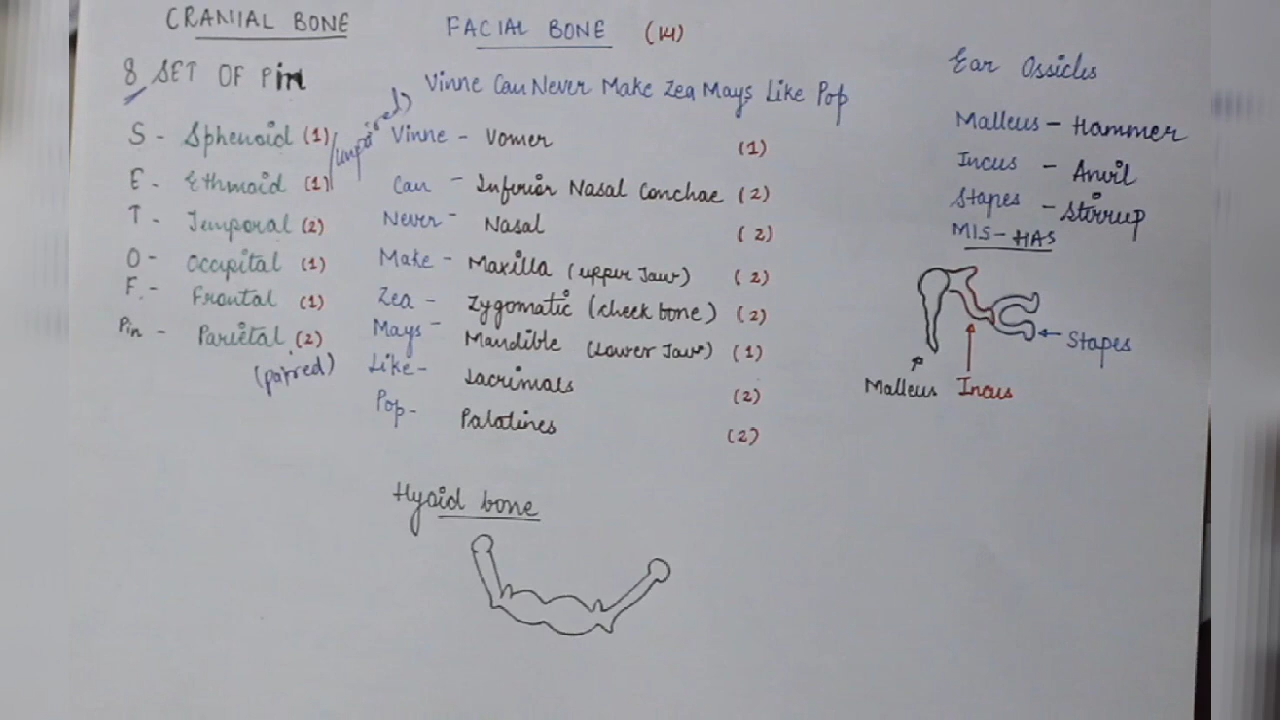 CRANIAL BONE
8 SET OF Pin
S - Sphenoid (1)
E - Ethmoid (1)
T - Temporal (2)
O - Occipital (1)
F. - Frontal (1)
Pin - Parietal (2)
(paired)
unpaired
FACIAL BONE (14)
Vinne Can Never Make Zea Mays Like Pop
Vinne - Vomer (1)
Can - Inferior Nasal Conchae (2)
Never - Nasal (2)
Make - Maxilla (upper Jaw) (2)
Zea - Zygomatic (cheek bone) (2)
Mays - Mandible (Lower Jaw) (1)
Like - Lacrimals (2)
Pop - Palatines (2)
Ear Ossicles
Malleus - Hammer
Incus - Anvil
Stapes - Stirrup
MIS - HAS
Stapes
Malleus Incus
Hyoid bone